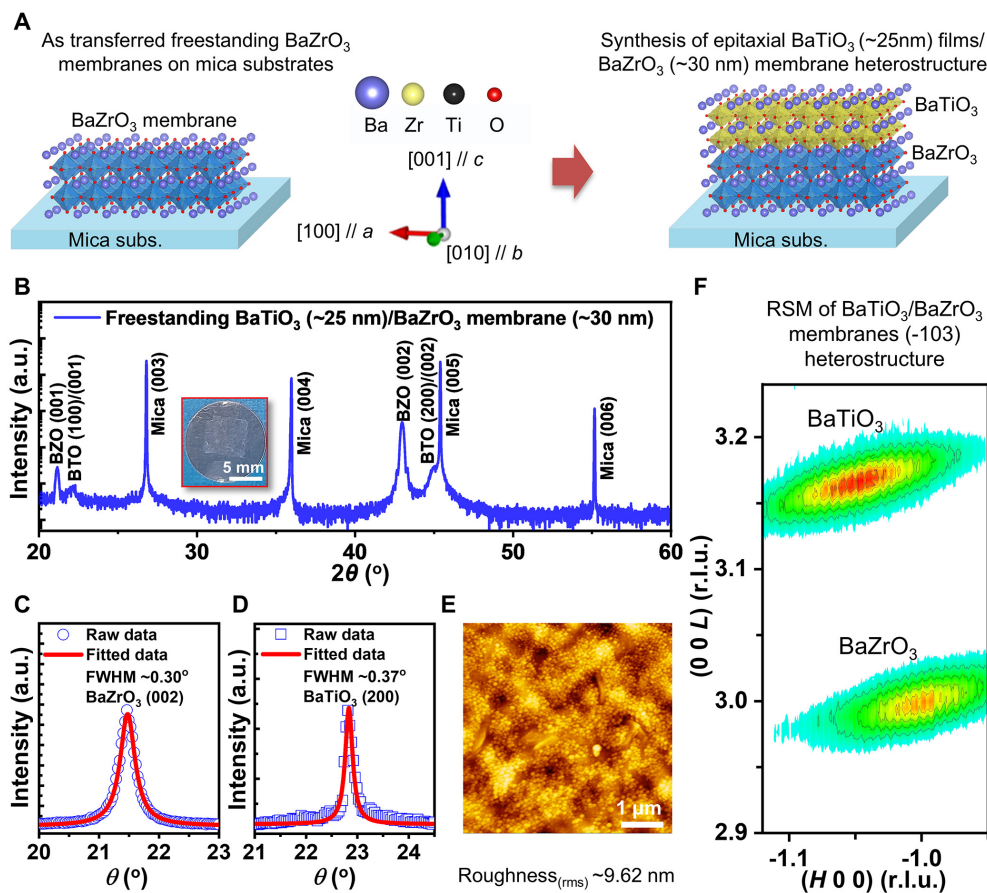 A
As transferred freestanding BaZrO₃
membranes on mica substrates
BaZrO₃ membrane
Mica subs.
Ba Zr Ti O
[001] // c
[100] // a
[010] // b
Synthesis of epitaxial BaTiO₃ (~25nm) films/
BaZrO₃ (~30 nm) membrane heterostructure
BaTiO₃
BaZrO₃
Mica subs.
B
Freestanding BaTiO₃ (~25 nm)/BaZrO₃ membrane (~30 nm)
Intensity (a.u.)
BZO (001)
BTO (100)/(001)
Mica (003)
5 mm
Mica (004)
BZO (002)
BTO (200)/(002)
Mica (005)
Mica (006)
20 30 40 50 60
2θ (°)
C
Raw data
Fitted data
FWHM ~0.30°
BaZrO₃ (002)
Intensity (a.u.)
20 21 22 23
θ (°)
D
Raw data
Fitted data
FWHM ~0.37°
BaTiO₃ (200)
Intensity (a.u.)
21 22 23 24
θ (°)
E
1 µm
Roughness(rms) ~9.62 nm
F
RSM of BaTiO₃/BaZrO₃
membranes (-103)
heterostructure
BaTiO₃
BaZrO₃
(0 0 L) (r.l.u.)
3.2
3.1
3.0
2.9
-1.1 -1.0
(H 0 0) (r.l.u.)